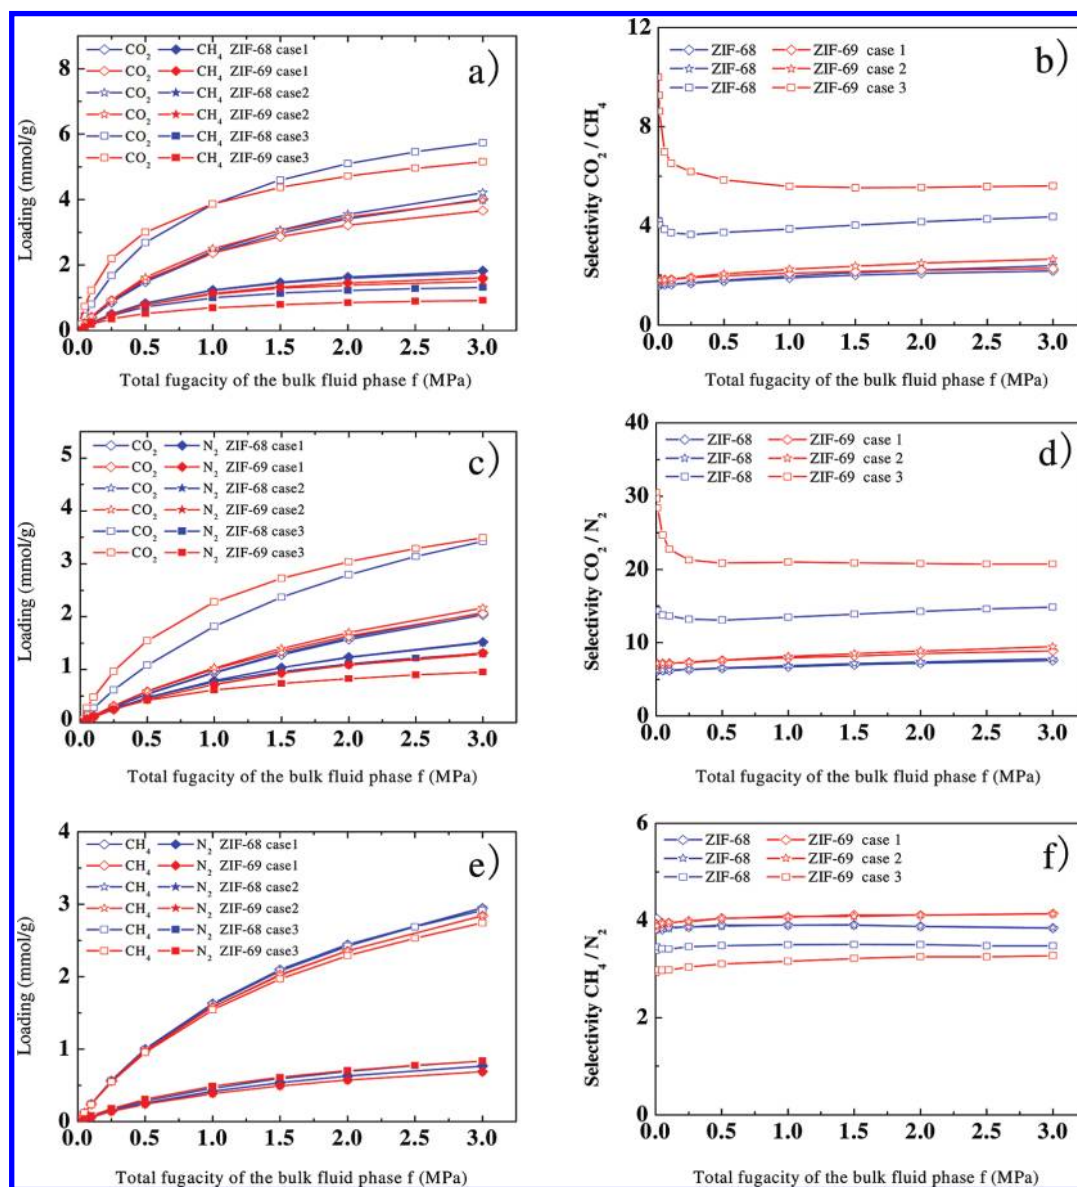 a)
CO2 CH4 ZIF-68 case1
CO2 CH4 ZIF-69 case1
CO2 CH4 ZIF-68 case2
CO2 CH4 ZIF-69 case2
CO2 CH4 ZIF-68 case3
CO2 CH4 ZIF-69 case3
Loading (mmol/g)
8
6
4
2
0
0.0 0.5 1.0 1.5 2.0 2.5 3.0
Total fugacity of the bulk fluid phase f (MPa)
b)
ZIF-68 ZIF-69 case 1
ZIF-68 ZIF-69 case 2
ZIF-68 ZIF-69 case 3
Selectivity CO2 / CH4
12
8
4
0
0.0 0.5 1.0 1.5 2.0 2.5 3.0
Total fugacity of the bulk fluid phase f (MPa)
c)
CO2 N2 ZIF-68 case1
CO2 N2 ZIF-69 case1
CO2 N2 ZIF-68 case2
CO2 N2 ZIF-69 case2
CO2 N2 ZIF-68 case3
CO2 N2 ZIF-69 case3
Loading (mmol/g)
5
4
3
2
1
0
0.0 0.5 1.0 1.5 2.0 2.5 3.0
Total fugacity of the bulk fluid phase f (MPa)
d)
ZIF-68 ZIF-69 case 1
ZIF-68 ZIF-69 case 2
ZIF-68 ZIF-69 case 3
Selectivity CO2 / N2
40
30
20
10
0
0.0 0.5 1.0 1.5 2.0 2.5 3.0
Total fugacity of the bulk fluid phase f (MPa)
e)
CH4 N2 ZIF-68 case1
CH4 N2 ZIF-69 case1
CH4 N2 ZIF-68 case2
CH4 N2 ZIF-69 case2
CH4 N2 ZIF-68 case3
CH4 N2 ZIF-69 case3
Loading (mmol/g)
4
3
2
1
0
0.0 0.5 1.0 1.5 2.0 2.5 3.0
Total fugacity of the bulk fluid phase f (MPa)
f)
ZIF-68 ZIF-69 case 1
ZIF-68 ZIF-69 case 2
ZIF-68 ZIF-69 case 3
Selectivity CH4 / N2
6
4
2
0
0.0 0.5 1.0 1.5 2.0 2.5 3.0
Total fugacity of the bulk fluid phase f (MPa)